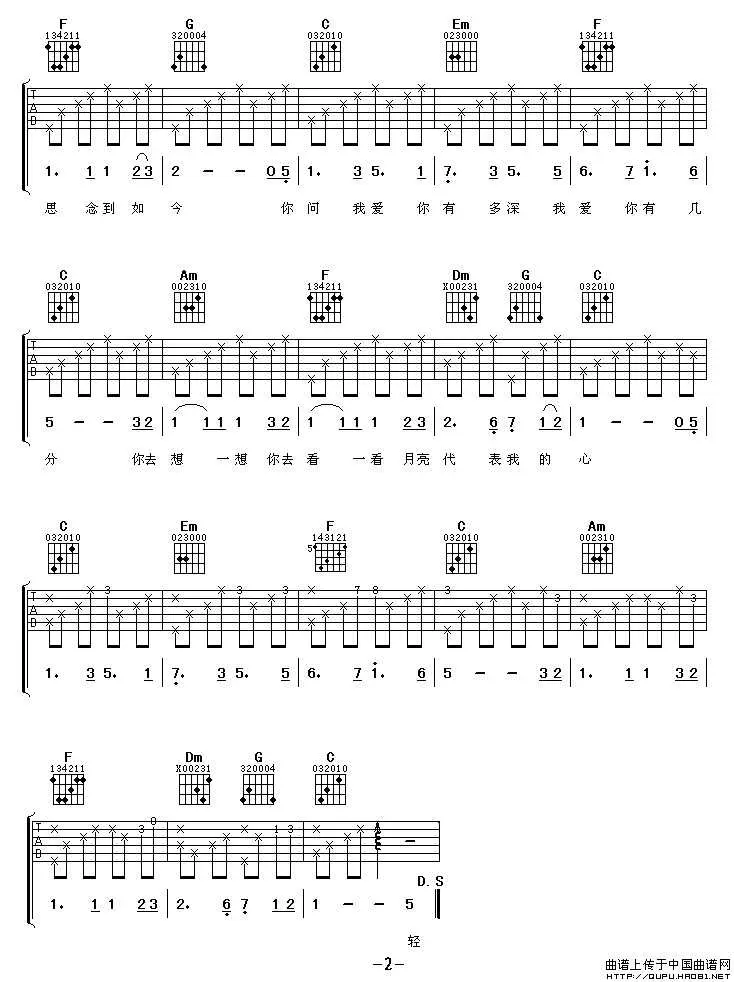 F G C Em F
134211 320004 032010 023000 134211
T
A
B
1. 1 1 2 3 | 2 - - 0 5 | 1. 3 5. 1 | 7. 3 5. 5 | 6. 7 1. 6
思 念到 如 今 你 问 我爱 你 有 多深 我 爱 你有 几
C Am F Dm G C
032010 002310 134211 X00231 320004 032010
T
A
B
5 - - 3 2 | 1 1 1 1 3 2 | 1 1 1 1 2 3 | 2. 6 7 1 2 | 1 - - 0 5
分 你去 想 一想 你去 看 一看 月亮 代 表我 的 心
C Em F C Am
032010 023000 5 143121 032010 002310
T
A
B
3 3 3 7 8 3 3 3
1. 3 5. 1 | 7. 3 5. 5 | 6. 7 1. 6 | 5 - - 3 2 | 1. 1 1 3 2
F Dm G C
134211 X00231 320004 032010
T
A
B
3 0 1 3 -
D.S
1. 1 1 2 3 | 2. 6 7 1 2 | 1 - - 5
轻
-2-
曲谱上传于中国曲谱网
HTTP://QUPU.HAO81.NET